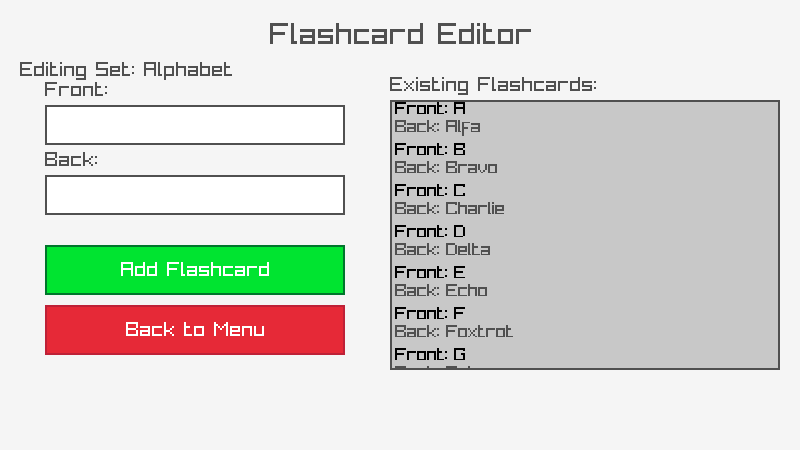 Flashcard Editor
Editing Set: Alphabet
Front:
Back:
Add Flashcard
Back to Menu
Existing Flashcards:
Front: A
Back: Alfa
Front: B
Back: Bravo
Front: C
Back: Charlie
Front: D
Back: Delta
Front: E
Back: Echo
Front: F
Back: Foxtrot
Front: G